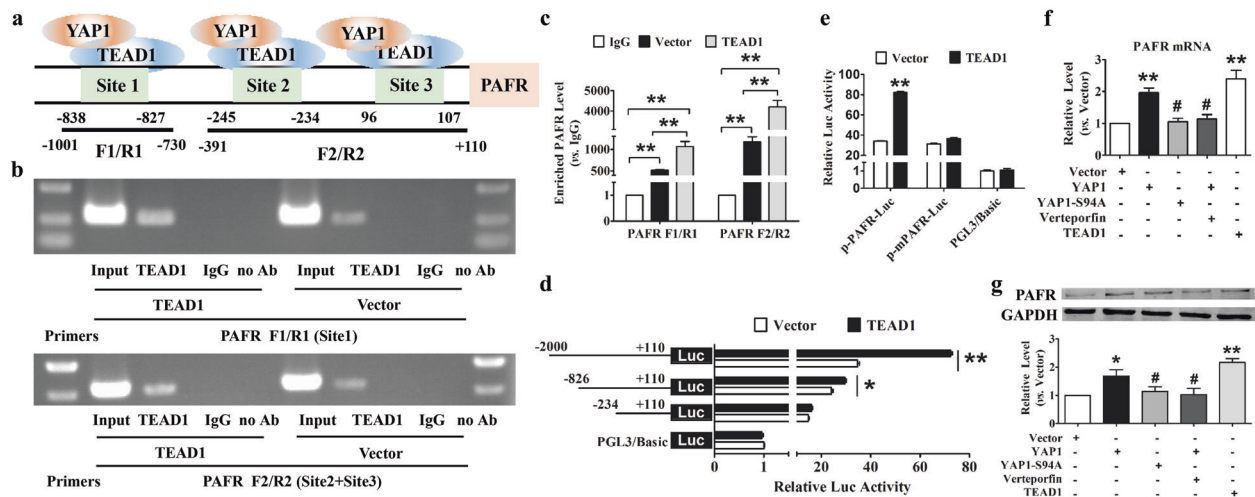 a
YAP1 YAP1 YAP1
TEAD1 TEAD1 TEAD1
Site 1 Site 2 Site 3 PAFR
-838 -827 -245 -234 96 107
-1001 F1/R1 -730 -391 F2/R2 +110
b
Input TEAD1 IgG no Ab Input TEAD1 IgG no Ab
TEAD1 Vector
Primers PAFR F1/R1 (Site1)
Input TEAD1 IgG no Ab Input TEAD1 IgG no Ab
TEAD1 Vector
Primers PAFR F2/R2 (Site2+Site3)
c
IgG Vector TEAD1
Enriched PAFR Level
(vs. IgG)
6000
4000
2000
1000
500
1
0
** ** **
** ** **
PAFR F1/R1 PAFR F2/R2
d
Vector TEAD1
-2000 +110 Luc
-826 +110 Luc
-234 +110 Luc
PGL3/Basic Luc
**
*
0 1 20 40 60 80
Relative Luc Activity
e
Vector TEAD1
Relative Luc Activity
100
80
60
40
20
1
0
**
p-PAFR-Luc p-mPAFR-Luc PGL3/Basic
f
PAFR mRNA
Relative Level
(vs. Vector)
3
2
1
0
** # # **
Vector + - - - -
YAP1 - + - + -
YAP1-S94A - - + - -
Verteporfin - - - + -
TEAD1 - - - - +
g
PAFR
GAPDH
Relative Level
(vs. Vector)
3
2
1
0
* # # **
Vector + - - - -
YAP1 - + - + -
YAP1-S94A - - + - -
Verteporfin - - - + -
TEAD1 - - - - +